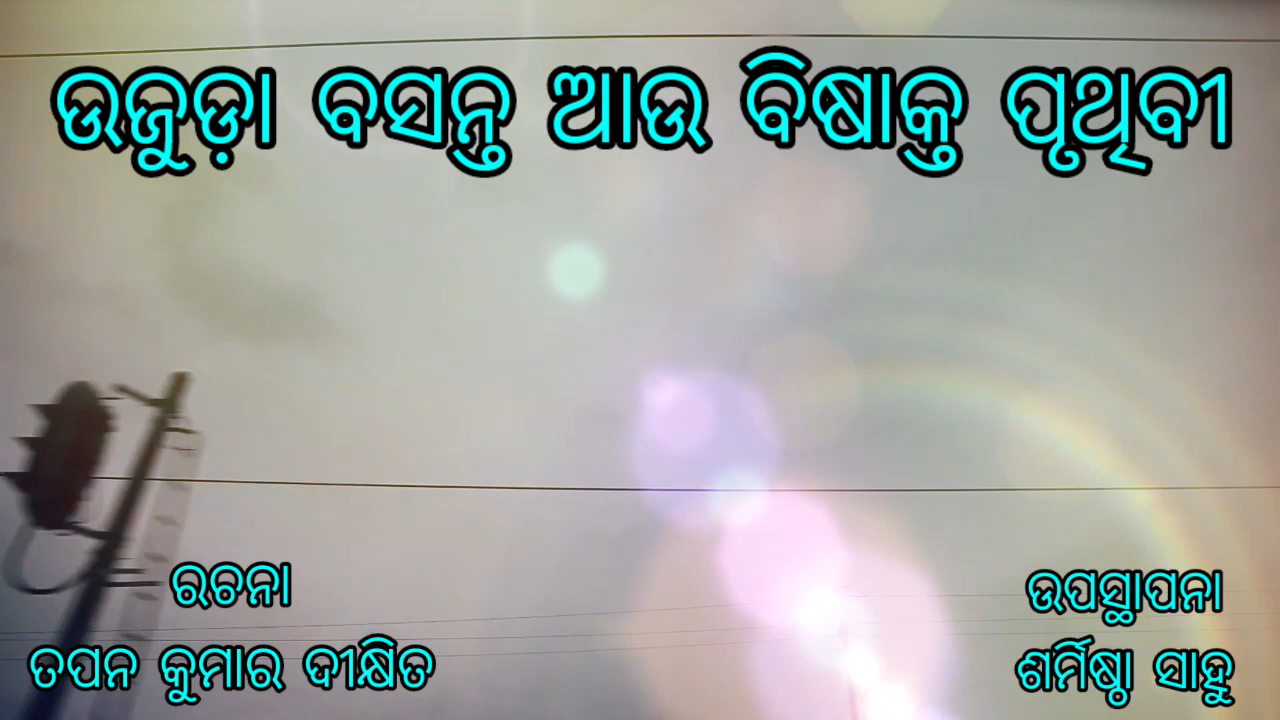 ଉଜୁଡ଼ା ବସନ୍ତ ଆଉ ବିଷାକ୍ତ ପୃଥିବୀ
ରଚନା
ତପନ କୁମାର ଦୀକ୍ଷିତ
ଉପସ୍ଥାପନା
ଶର୍ମିଷ୍ଠା ସାହୁ